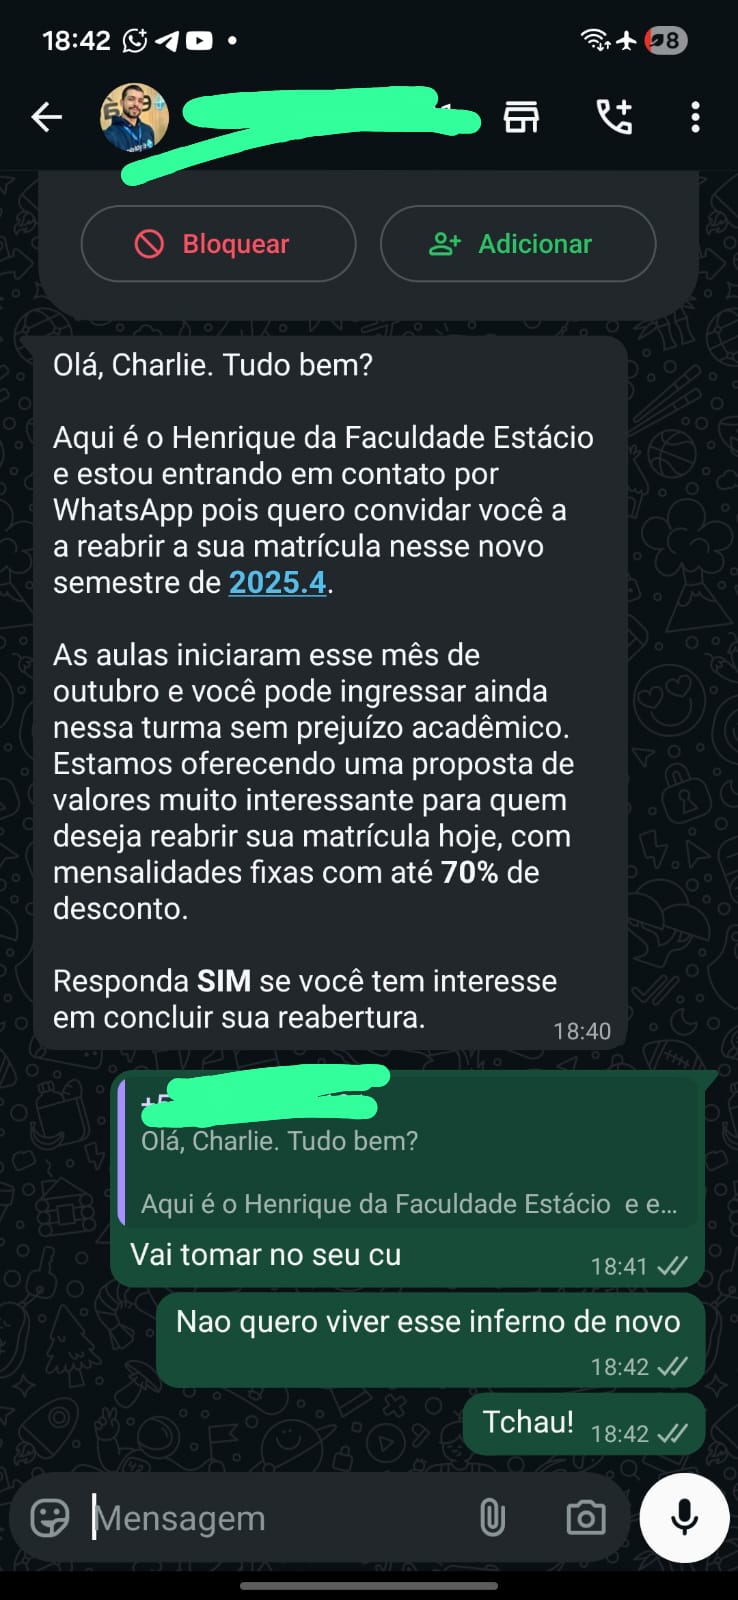 18:42
8
Bloquear
Adicionar
Olá, Charlie. Tudo bem?
Aqui é o Henrique da Faculdade Estácio
e estou entrando em contato por
WhatsApp pois quero convidar você a
a reabrir a sua matrícula nesse novo
semestre de 2025.4.
As aulas iniciaram esse mês de
outubro e você pode ingressar ainda
nessa turma sem prejuízo acadêmico.
Estamos oferecendo uma proposta de
valores muito interessante para quem
deseja reabrir sua matrícula hoje, com
mensalidades fixas com até 70% de
desconto.
Responda SIM se você tem interesse
em concluir sua reabertura.
18:40
Olá, Charlie. Tudo bem?
Aqui é o Henrique da Faculdade Estácio e e...
Vai tomar no seu cu
18:41
Nao quero viver esse inferno de novo
18:42
Tchau!
18:42
Mensagem